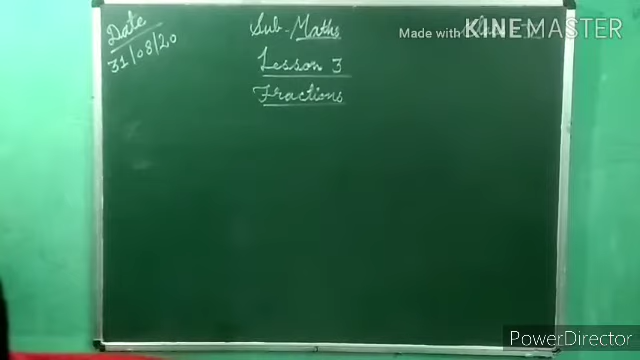 Date
31/08/20
Sub-Maths
Lesson 3
Fractions
Made with KINEMASTER
PowerDirector